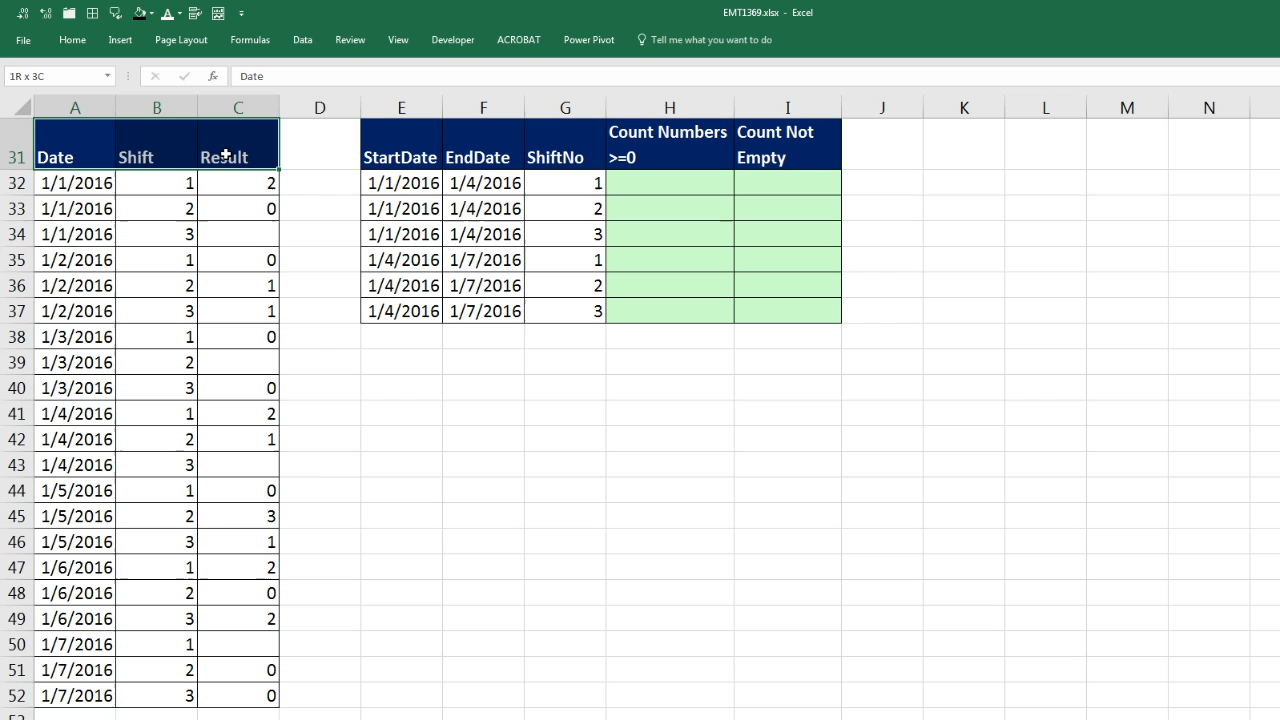 EMT1369.xlsx - Excel
File Home Insert Page Layout Formulas Data Review View Developer ACROBAT Power Pivot Tell me what you want to do
1R x 3C fx Date
A B C D E F G H I J K L M N
Count Numbers Count Not
31 Date Shift Result StartDate EndDate ShiftNo >=0 Empty
32 1/1/2016 1 2 1/1/2016 1/4/2016 1
33 1/1/2016 2 0 1/1/2016 1/4/2016 2
34 1/1/2016 3 1/1/2016 1/4/2016 3
35 1/2/2016 1 0 1/4/2016 1/7/2016 1
36 1/2/2016 2 1 1/4/2016 1/7/2016 2
37 1/2/2016 3 1 1/4/2016 1/7/2016 3
38 1/3/2016 1 0
39 1/3/2016 2
40 1/3/2016 3 0
41 1/4/2016 1 2
42 1/4/2016 2 1
43 1/4/2016 3
44 1/5/2016 1 0
45 1/5/2016 2 3
46 1/5/2016 3 1
47 1/6/2016 1 2
48 1/6/2016 2 0
49 1/6/2016 3 2
50 1/7/2016 1
51 1/7/2016 2 0
52 1/7/2016 3 0